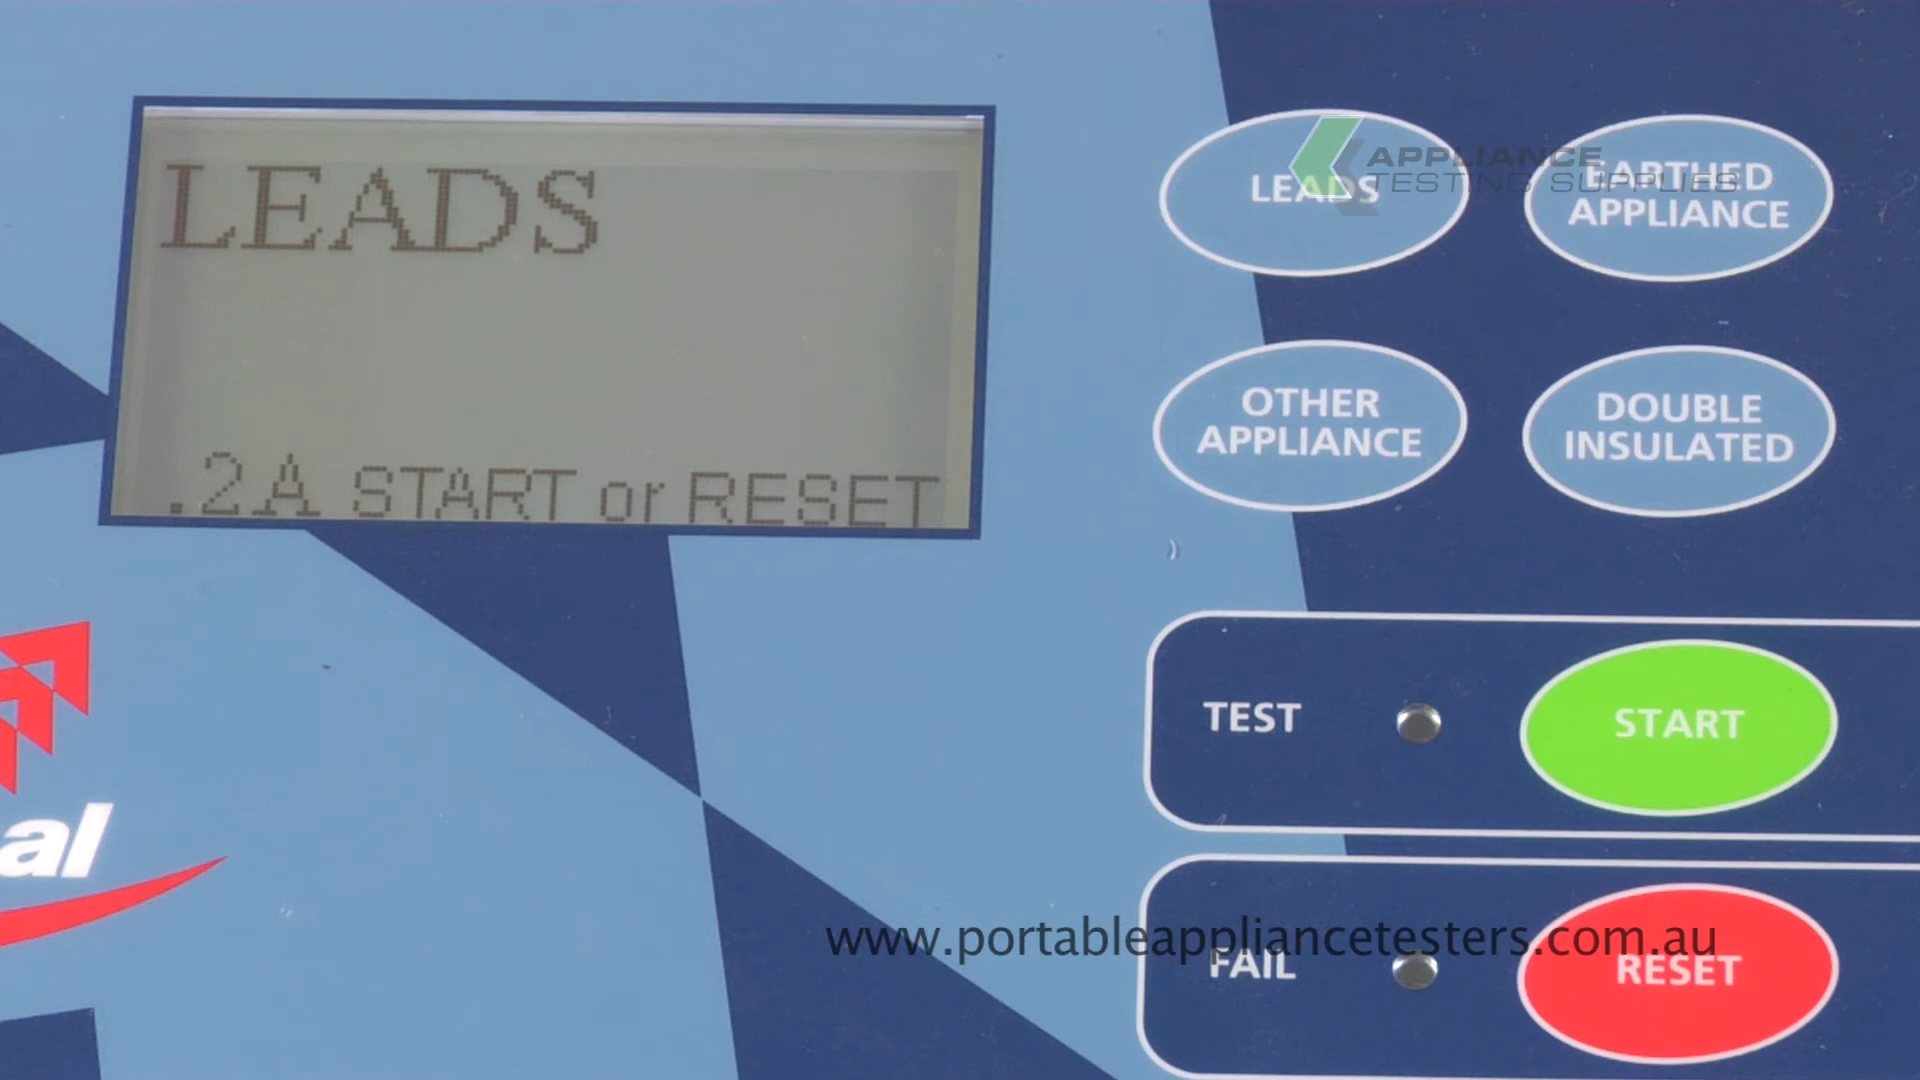 LEADS
.2A START or RESET
LEADS
EARTHED
APPLIANCE
APPLIANCE
TESTING SUPPLIES
OTHER
APPLIANCE
DOUBLE
INSULATED
TEST
START
al
www.portableappliancetesters.com.au
FAIL
RESET